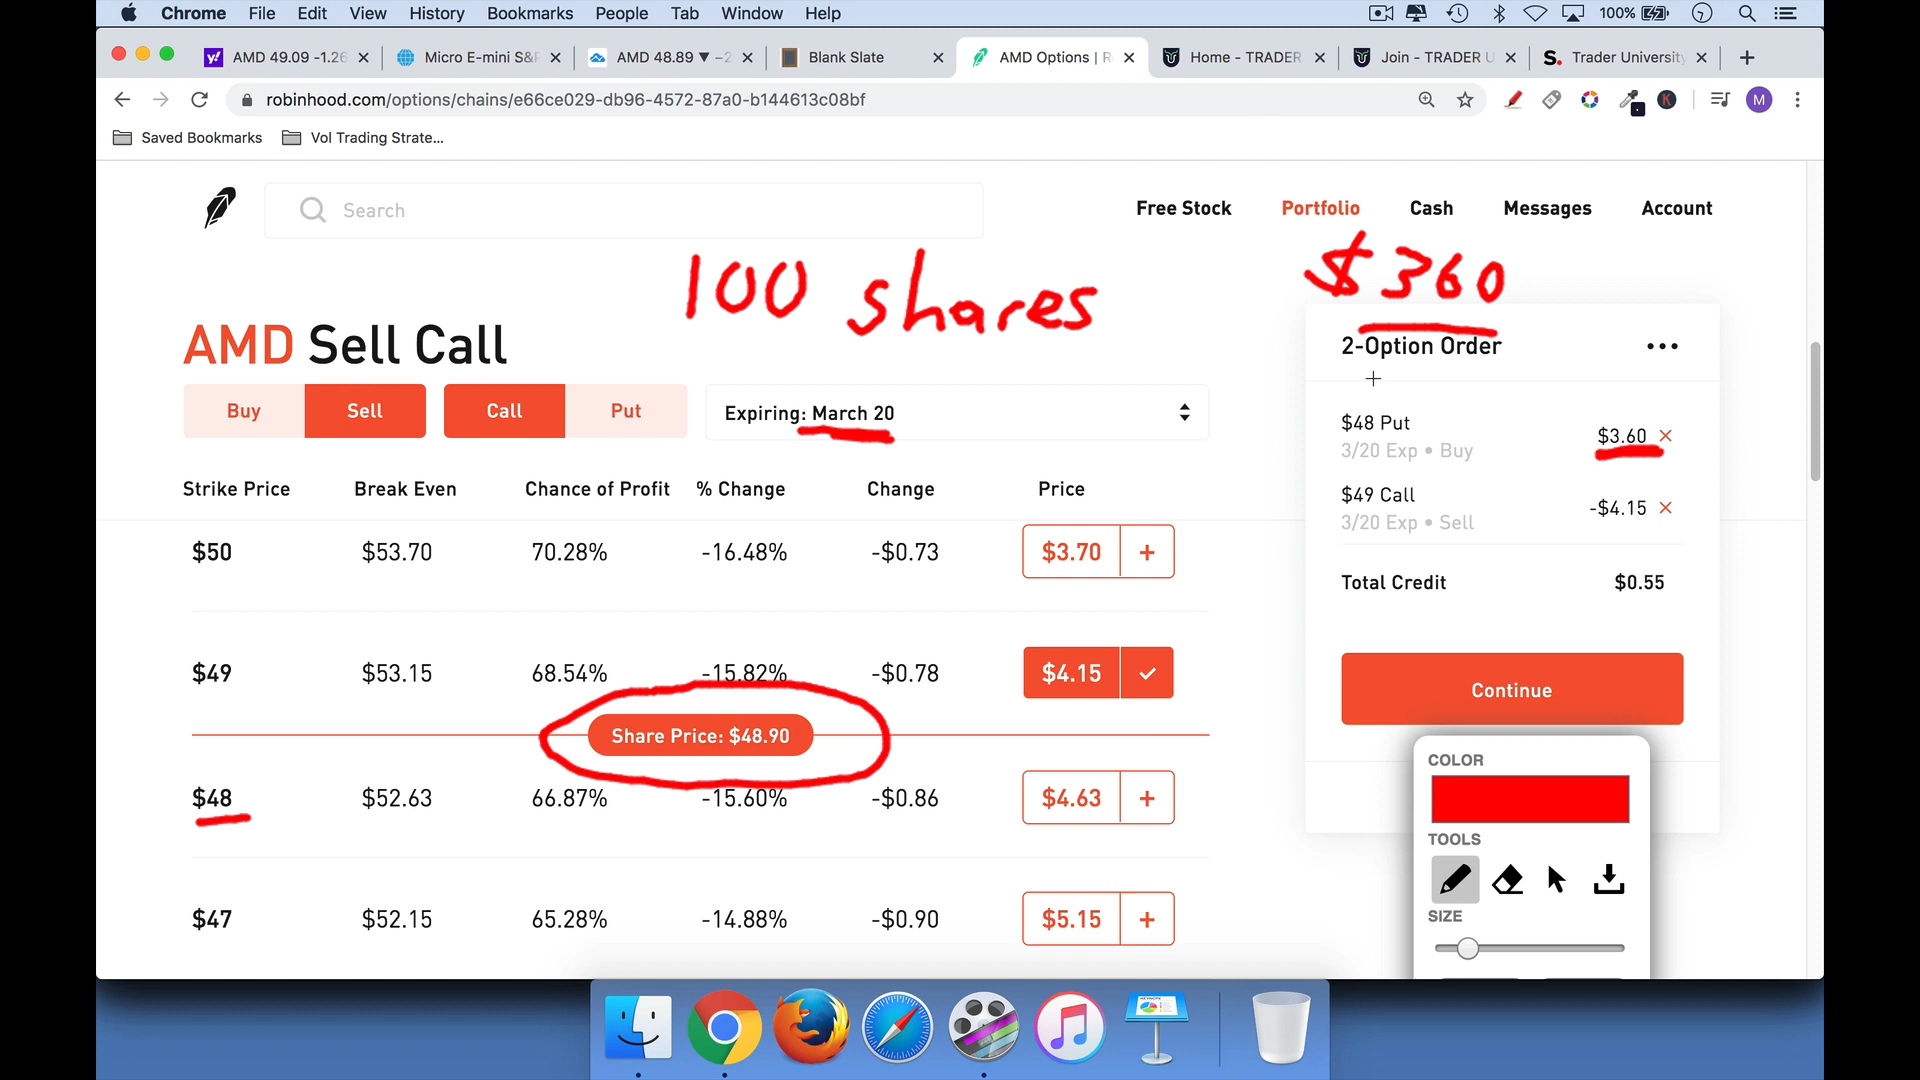 Chrome File Edit View History Bookmarks People Tab Window Help 100%
AMD 49.09 -1.26 Micro E-mini S&P AMD 48.89 ▼ -2 Blank Slate AMD Options | R Home - TRADER Join - TRADER U Trader University
robinhood.com/options/chains/e66ce029-db96-4572-87a0-b144613c08bf M
Saved Bookmarks Vol Trading Strate...
Search Free Stock Portfolio Cash Messages Account
100 shares $360
AMD Sell Call
Buy Sell Call Put Expiring: March 20
Strike Price Break Even Chance of Profit % Change Change Price
$50 $53.70 70.28% -16.48% -$0.73 $3.70 +
$49 $53.15 68.54% -15.82% -$0.78 $4.15
Share Price: $48.90
$48 $52.63 66.87% -15.60% -$0.86 $4.63 +
$47 $52.15 65.28% -14.88% -$0.90 $5.15 +
2-Option Order
$48 Put
3/20 Exp • Buy $3.60 ×
$49 Call
3/20 Exp • Sell -$4.15 ×
Total Credit $0.55
Continue
COLOR
TOOLS
SIZE